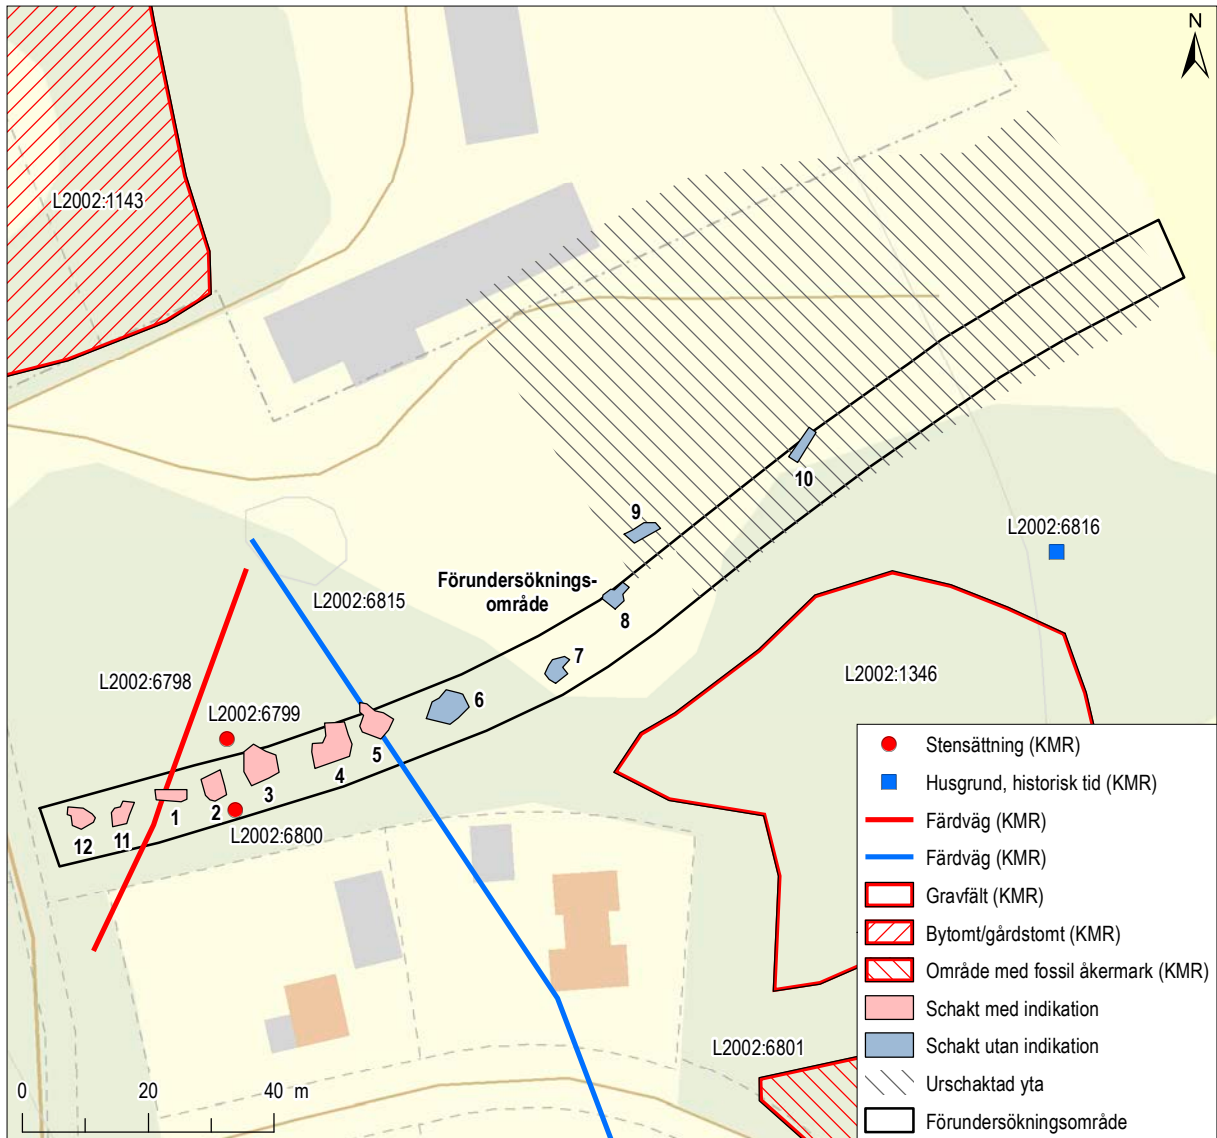 N
L2002:1143
L2002:6816
9
10
Förundersöknings-
område
L2002:6815
8
7
L2002:6798
L2002:1346
L2002:6799
6
5
4
3
2
1
11
12
L2002:6800
L2002:6801
0 20 40 m
Stensättning (KMR)
Husgrund, historisk tid (KMR)
Färdväg (KMR)
Färdväg (KMR)
Gravfält (KMR)
Bytomt/gårdstomt (KMR)
Område med fossil åkermark (KMR)
Schakt med indikation
Schakt utan indikation
Urschaktad yta
Förundersökningsområde